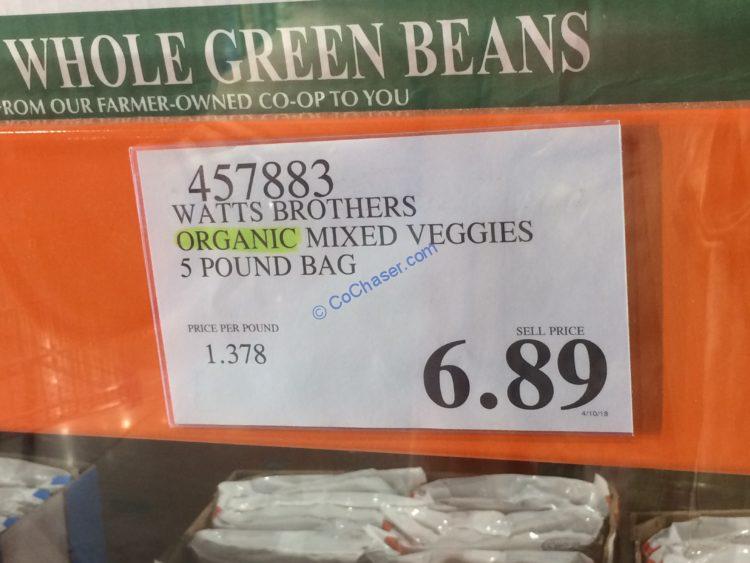 WHOLE GREEN BEANS
FROM OUR FARMER-OWNED CO-OP TO YOU
457883
WATTS BROTHERS
ORGANIC MIXED VEGGIES
5 POUND BAG
© CoChaser.com
PRICE PER POUND
1.378
SELL PRICE
6.89
4/10/18